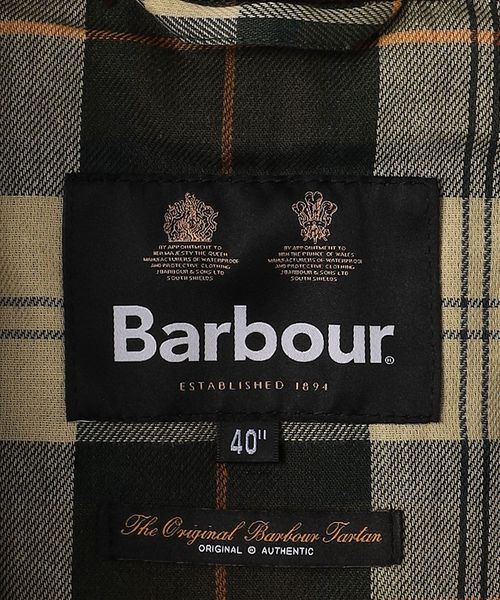 BY APPOINTMENT TO
HER MAJESTY THE QUEEN
MANUFACTURERS OF WATERPROOF
AND PROTECTIVE CLOTHING
J BARBOUR & SONS LTD
SOUTH SHIELDS
BY APPOINTMENT TO
HRH THE PRINCE OF WALES
MANUFACTURERS OF WATERPROOF
AND PROTECTIVE CLOTHING
J BARBOUR & SONS LTD
SOUTH SHIELDS
Barbour®
ESTABLISHED 1894
40"
The Original Barbour Tartan
ORIGINAL AUTHENTIC